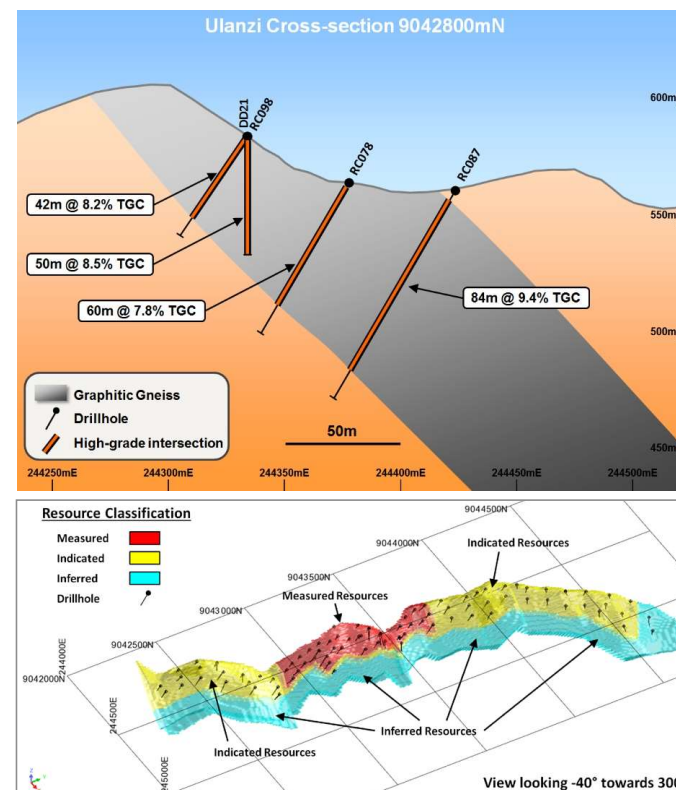 Ulanzi Cross-section 9042800mN
600m
DD21
RC098
RC078
RC087
550m
42m @ 8.2% TGC
50m @ 8.5% TGC
60m @ 7.8% TGC
84m @ 9.4% TGC
500m
Graphitic Gneiss
Drillhole
High-grade intersection
50m
450m
244250mE
244300mE
244350mE
244400mE
244450mE
244500mE
Resource Classification
Measured
Indicated
Inferred
Drillhole
9044500N
9044000N
9043500N
9043000N
9042500N
9042000N
244000E
244500E
245000E
Indicated Resources
Measured Resources
Inferred Resources
Indicated Resources
View looking -40° towards 300